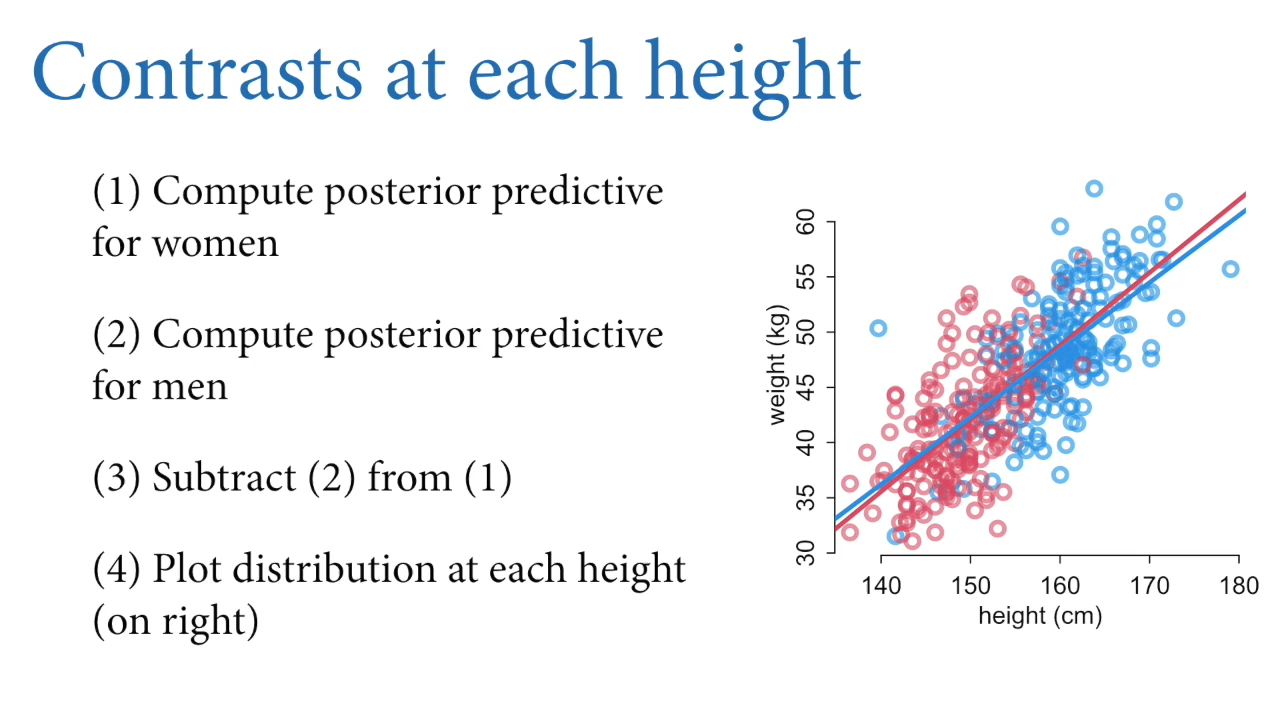 Contrasts at each height
(1) Compute posterior predictive
for women
(2) Compute posterior predictive
for men
(3) Subtract (2) from (1)
(4) Plot distribution at each height
(on right)
60
55
50
45
40
35
30
weight (kg)
140 150 160 170 180
height (cm)